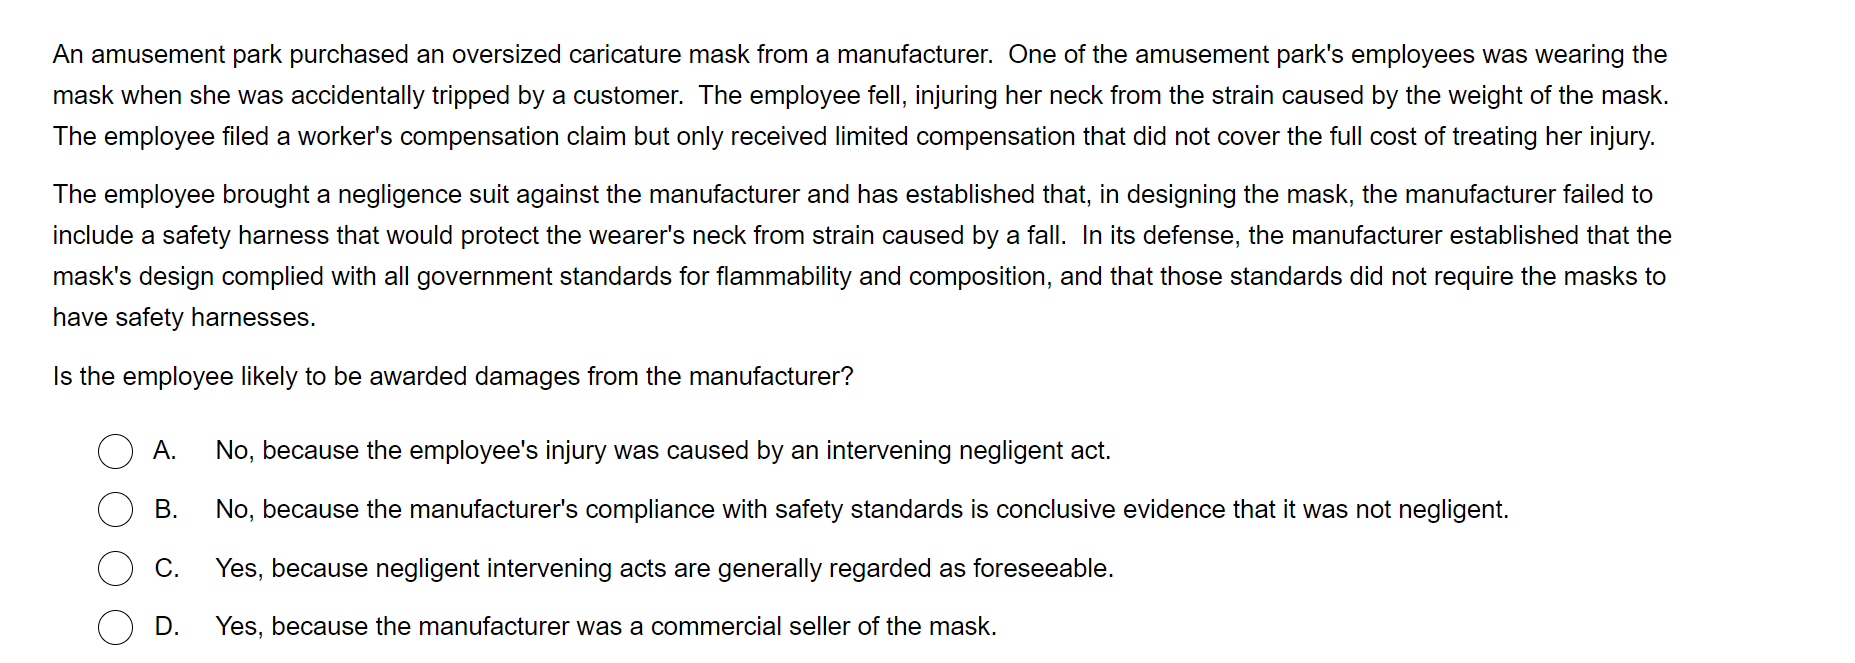 An amusement park purchased an oversized caricature mask from a manufacturer.  One of the amusement park's employees was wearing the
mask when she was accidentally tripped by a customer.  The employee fell, injuring her neck from the strain caused by the weight of the mask.
The employee filed a worker's compensation claim but only received limited compensation that did not cover the full cost of treating her injury.
The employee brought a negligence suit against the manufacturer and has established that, in designing the mask, the manufacturer failed to
include a safety harness that would protect the wearer's neck from strain caused by a fall.  In its defense, the manufacturer established that the
mask's design complied with all government standards for flammability and composition, and that those standards did not require the masks to
have safety harnesses.
Is the employee likely to be awarded damages from the manufacturer?
A. No, because the employee's injury was caused by an intervening negligent act.
B. No, because the manufacturer's compliance with safety standards is conclusive evidence that it was not negligent.
C. Yes, because negligent intervening acts are generally regarded as foreseeable.
D. Yes, because the manufacturer was a commercial seller of the mask.